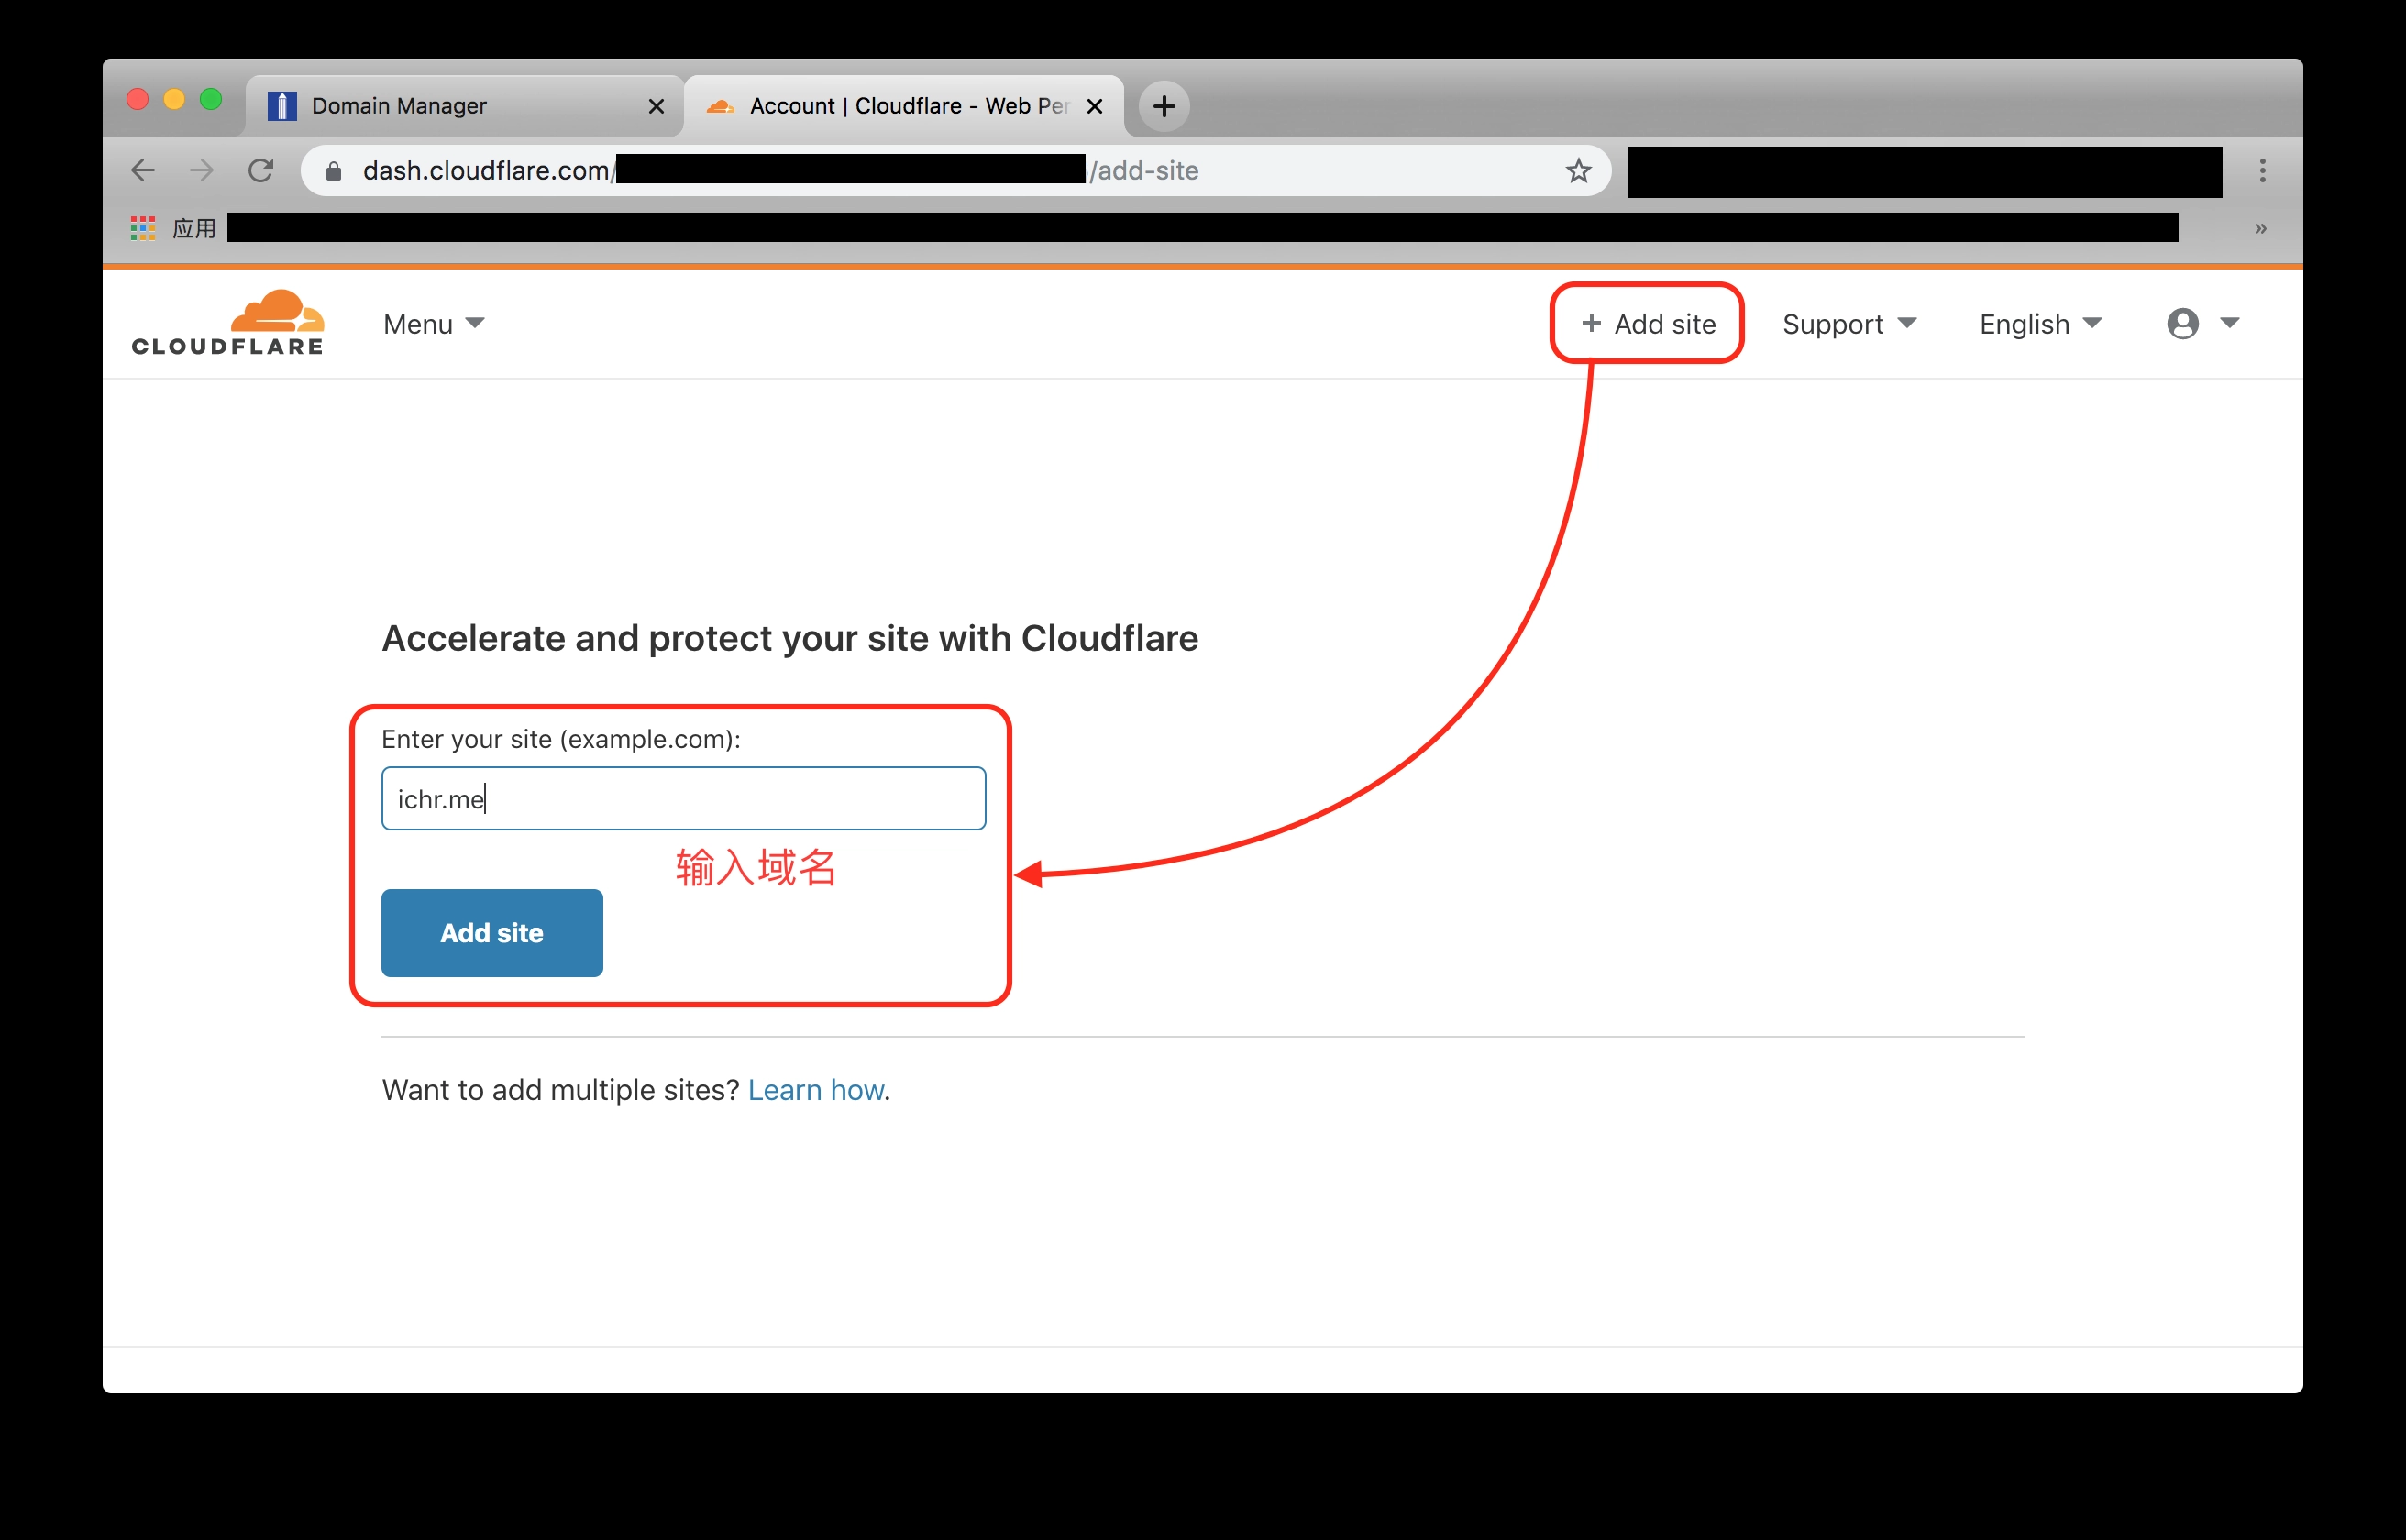 Domain Manager
Account | Cloudflare - Web Per
dash.cloudflare.com/
/add-site
应用
»
CLOUDFLARE
Menu
+ Add site
Support
English
Accelerate and protect your site with Cloudflare
Enter your site (example.com):
ichr.me
输入域名
Add site
Want to add multiple sites? Learn how.